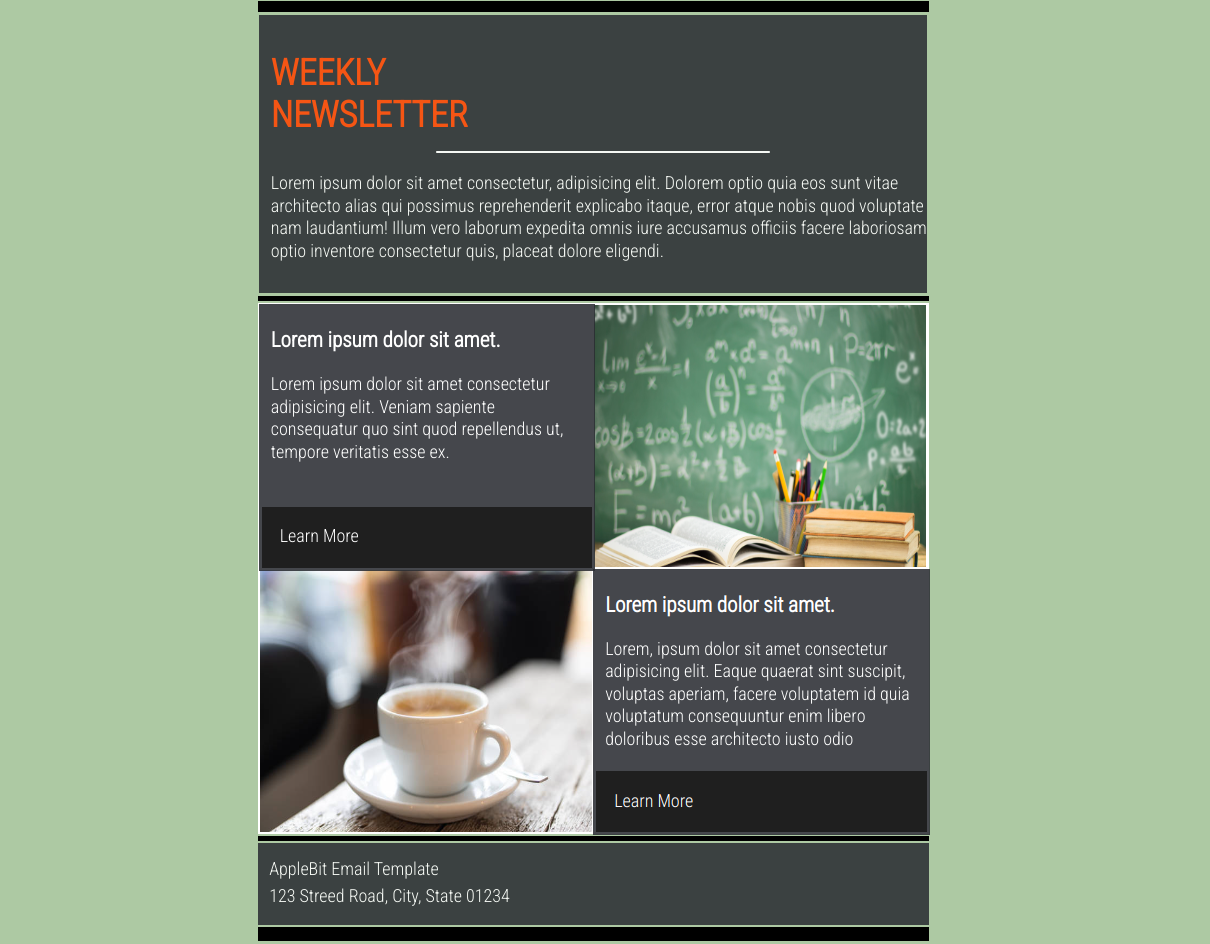 WEEKLY
NEWSLETTER
Lorem ipsum dolor sit amet consectetur, adipisicing elit. Dolorem optio quia eos sunt vitae
architecto alias qui possimus reprehenderit explicabo itaque, error atque nobis quod voluptate
nam laudantium! Illum vero laborum expedita omnis iure accusamus officiis facere laboriosam
optio inventore consectetur quis, placeat dolore eligendi.
Lorem ipsum dolor sit amet.
Lorem ipsum dolor sit amet consectetur
adipisicing elit. Veniam sapiente
consequatur quo sint quod repellendus ut,
tempore veritatis esse ex.
Learn More
lim
P=2πr
E=mc² (a+b)
Lorem ipsum dolor sit amet.
Lorem, ipsum dolor sit amet consectetur
adipisicing elit. Eaque quaerat sint suscipit,
voluptas aperiam, facere voluptatem id quia
voluptatum consequuntur enim libero
doloribus esse architecto iusto odio
Learn More
AppleBit Email Template
123 Streed Road, City, State 01234